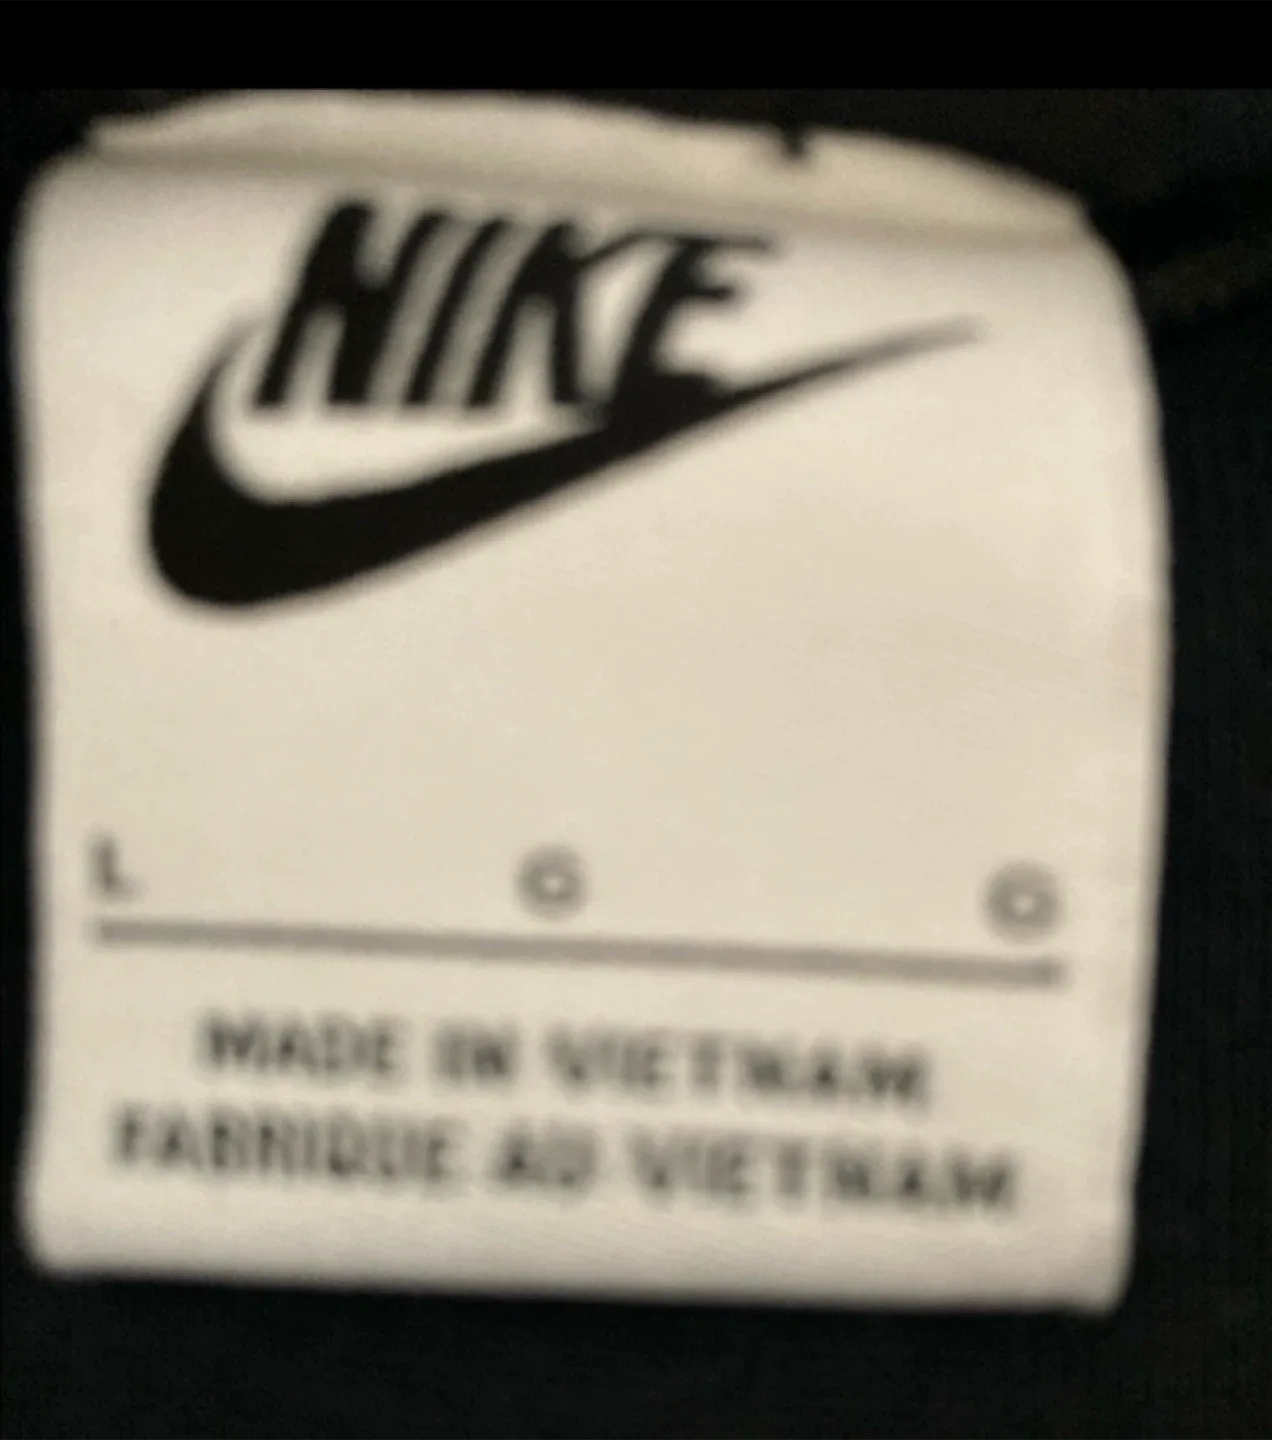 NIKE
L G G
MADE IN VIETNAM
FABRIQUE AU VIETNAM